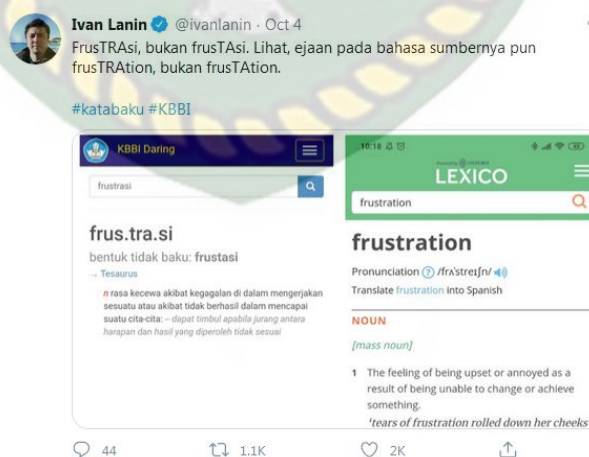 Ivan Lanin @ivanlanin · Oct 4
FrusTRAsi, bukan frusTAsi. Lihat, ejaan pada bahasa sumbernya pun
frusTRAtion, bukan frusTAtion.
#katabaku #KBBI
KBBI Daring
frustrasi
frus.tra.si
bentuk tidak baku: frustasi
→ Tesaurus
n rasa kecewa akibat kegagalan di dalam mengerjakan
sesuatu atau akibat tidak berhasil dalam mencapai
suatu cita-cita: -- dapat timbul apabila jurang antara
harapan dan hasil yang diperoleh tidak sesuai
10:18
LEXICO
frustration
frustration
Pronunciation /frʌˈstreɪʃn/
Translate frustration into Spanish
NOUN
[mass noun]
1 The feeling of being upset or annoyed as a
result of being unable to change or achieve
something.
'tears of frustration rolled down her cheeks
44 1.1K 2K